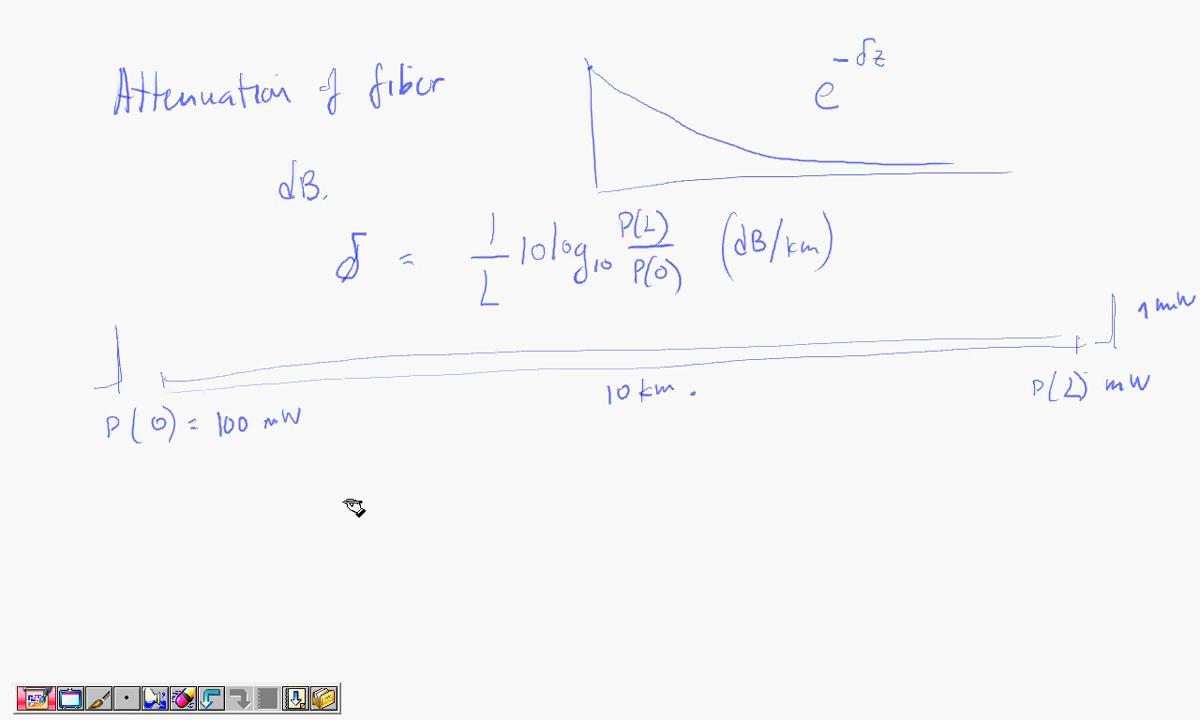 Attenuation of fiber
e^{-δz}
dB.
δ = 1/L 10log₁₀ P(L)/P(0) (dB/km)
1 mW
10 km.
P(L) mW
P(0) = 100 mW